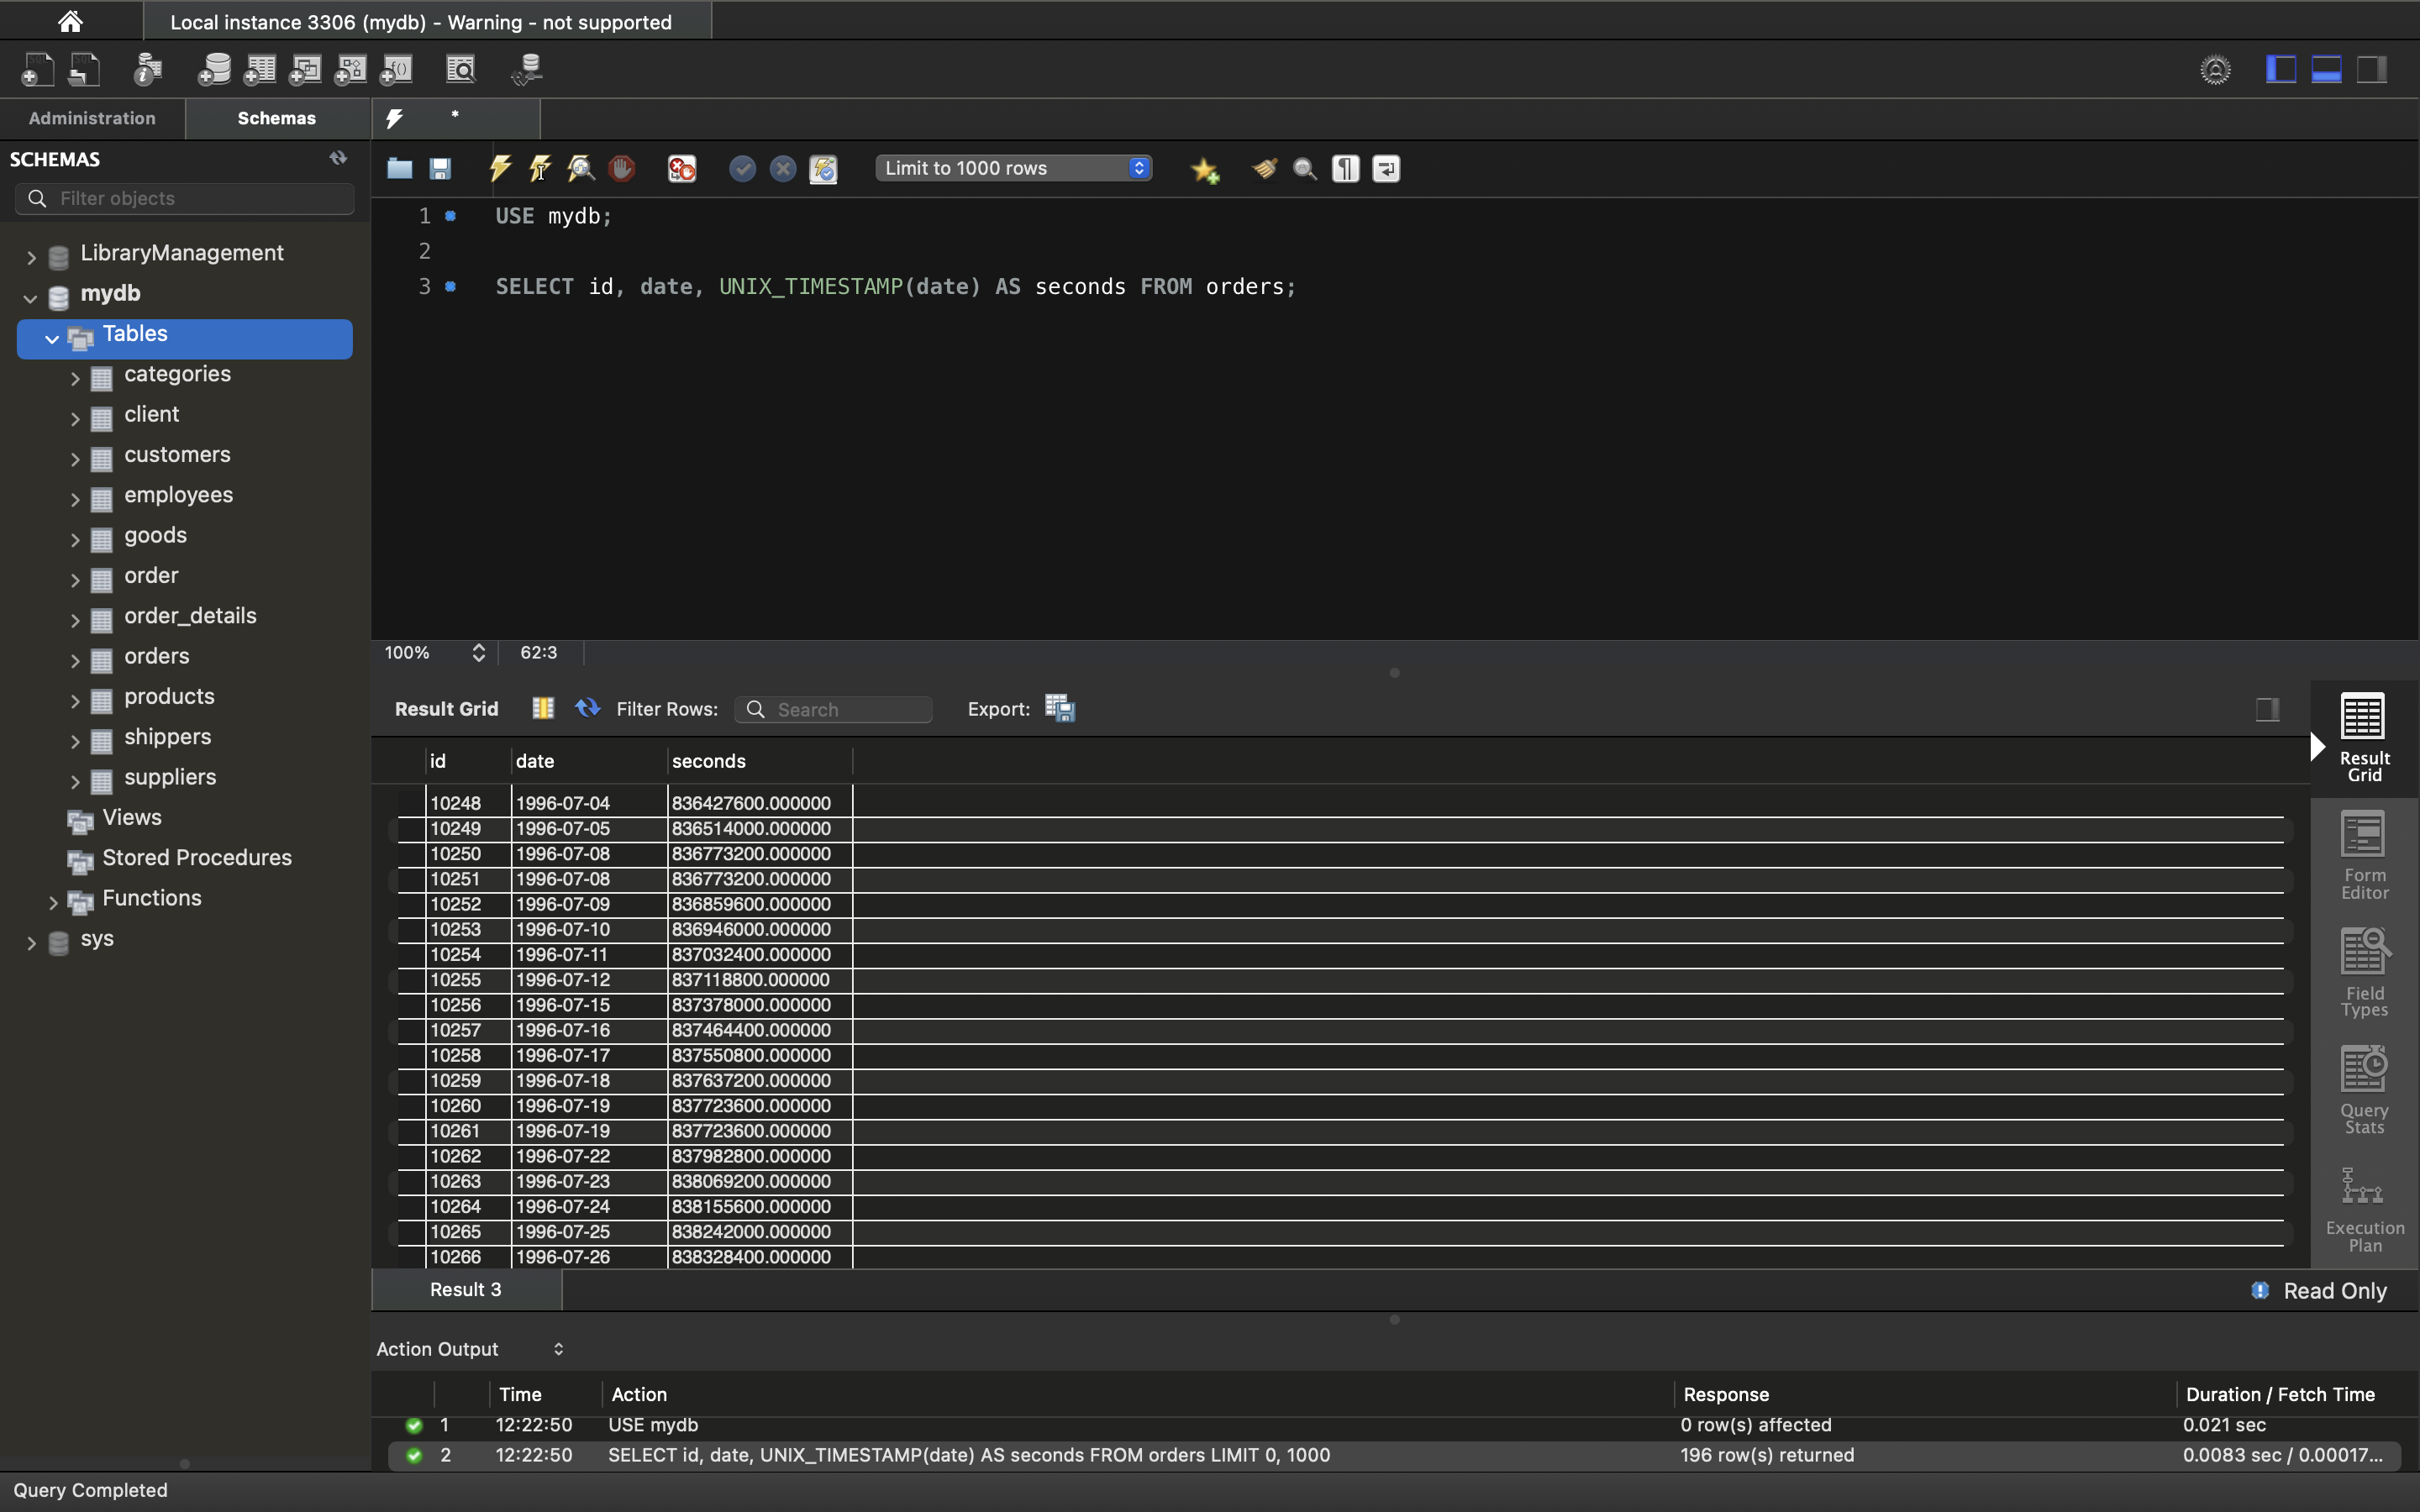 Local instance 3306 (mydb) - Warning - not supported
Administration
Schemas
*
SCHEMAS
Filter objects
LibraryManagement
mydb
Tables
categories
client
customers
employees
goods
order
order_details
orders
products
shippers
suppliers
Views
Stored Procedures
Functions
sys
Limit to 1000 rows
1 USE mydb;
2
3 SELECT id, date, UNIX_TIMESTAMP(date) AS seconds FROM orders;
100% 62:3
Result Grid Filter Rows: Search Export:
id date seconds
10248 1996-07-04 836427600.000000
10249 1996-07-05 836514000.000000
10250 1996-07-08 836773200.000000
10251 1996-07-08 836773200.000000
10252 1996-07-09 836859600.000000
10253 1996-07-10 836946000.000000
10254 1996-07-11 837032400.000000
10255 1996-07-12 837118800.000000
10256 1996-07-15 837378000.000000
10257 1996-07-16 837464400.000000
10258 1996-07-17 837550800.000000
10259 1996-07-18 837637200.000000
10260 1996-07-19 837723600.000000
10261 1996-07-19 837723600.000000
10262 1996-07-22 837982800.000000
10263 1996-07-23 838069200.000000
10264 1996-07-24 838155600.000000
10265 1996-07-25 838242000.000000
10266 1996-07-26 838328400.000000
Result
Grid
Form
Editor
Field
Types
Query
Stats
Execution
Plan
Result 3
Read Only
Action Output
Time Action Response Duration / Fetch Time
1 12:22:50 USE mydb 0 row(s) affected 0.021 sec
2 12:22:50 SELECT id, date, UNIX_TIMESTAMP(date) AS seconds FROM orders LIMIT 0, 1000 196 row(s) returned 0.0083 sec / 0.00017...
Query Completed